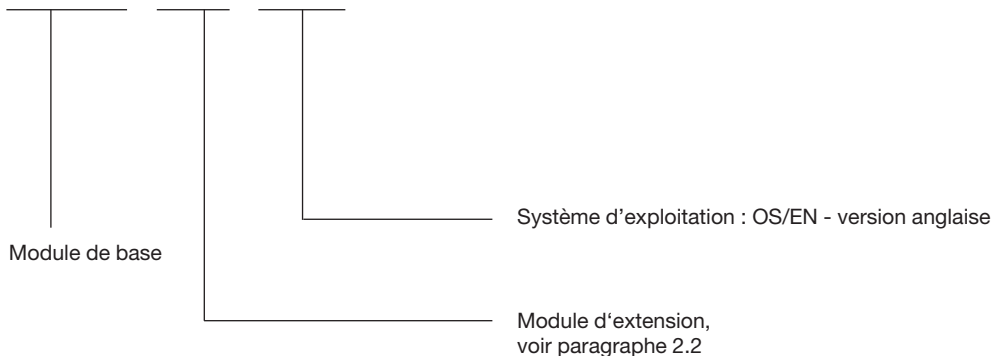 Système d’exploitation : OS/EN - version anglaise
Module de base
Module d‘extension,
voir paragraphe 2.2